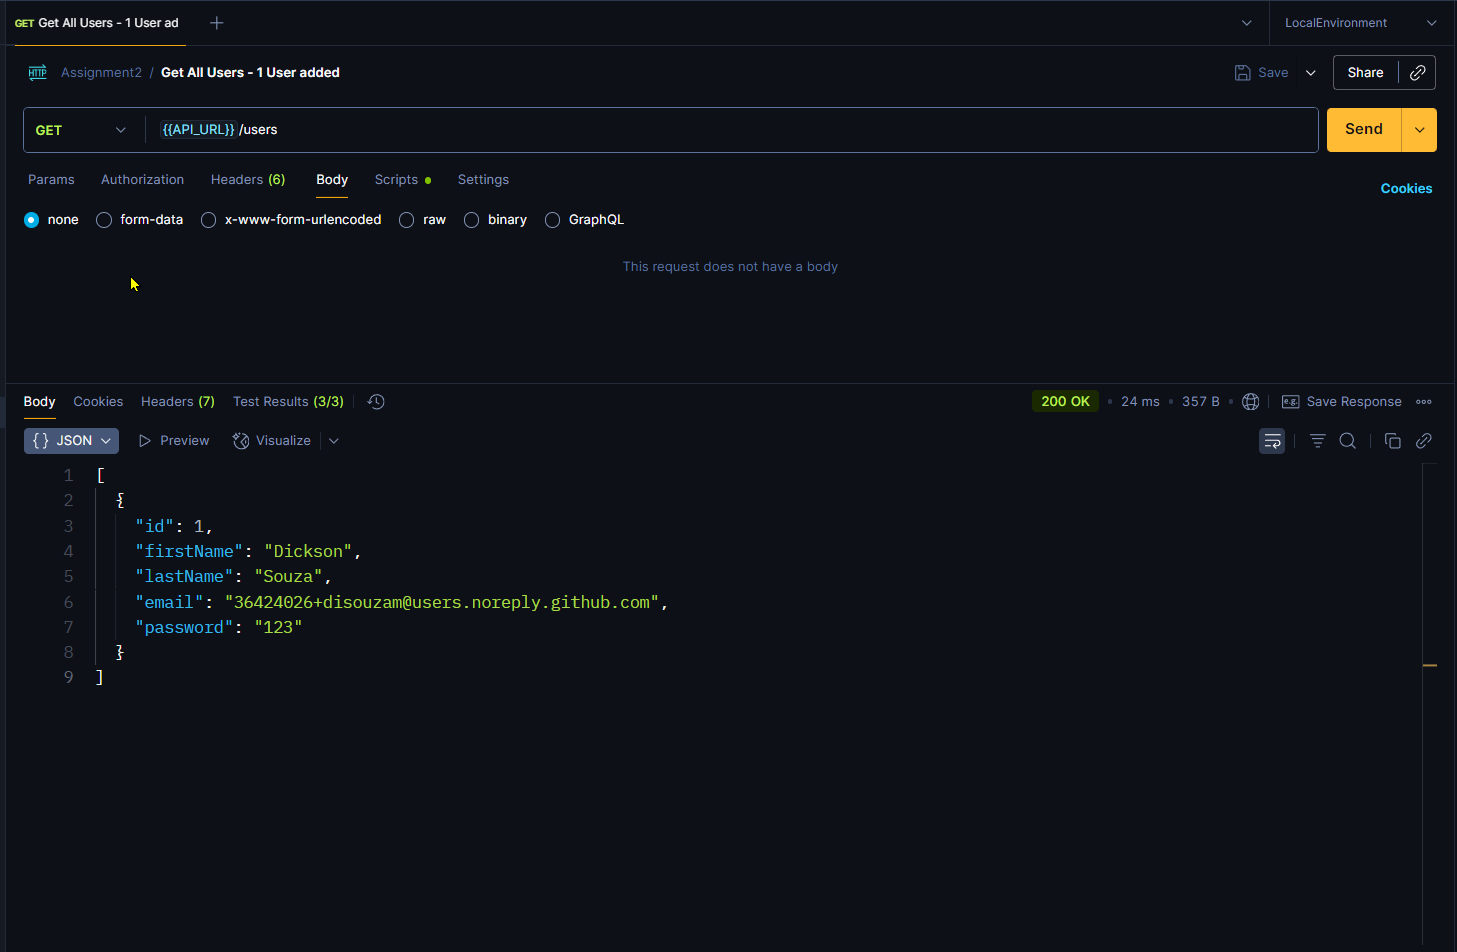 GET Get All Users - 1 User ad
LocalEnvironment
HTTP Assignment2 / Get All Users - 1 User added
Save
Share
GET {{API_URL}} /users
Send
Params Authorization Headers (6) Body Scripts Settings
Cookies
none form-data x-www-form-urlencoded raw binary GraphQL
This request does not have a body
Body Cookies Headers (7) Test Results (3/3)
200 OK • 24 ms • 357 B • e.g. Save Response
{} JSON Preview Visualize
1 [
2 {
3 "id": 1,
4 "firstName": "Dickson",
5 "lastName": "Souza",
6 "email": "36424026+disouzam@users.noreply.github.com",
7 "password": "123"
8 }
9 ]